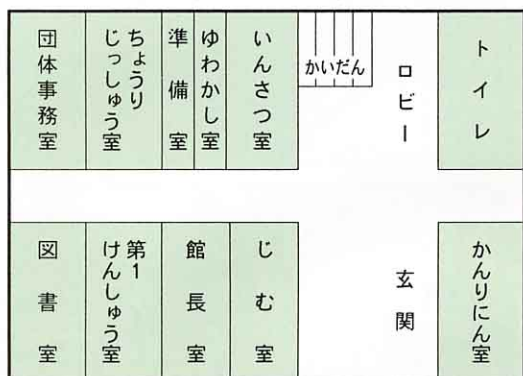 団体事務室
ちょうり
じっしゅう室
準備室
ゆわかし室
いんさつ室
かいだん
ロビー
トイレ
図書室
第1
けんしゅう室
館長室
じむ室
玄関
かんりにん室